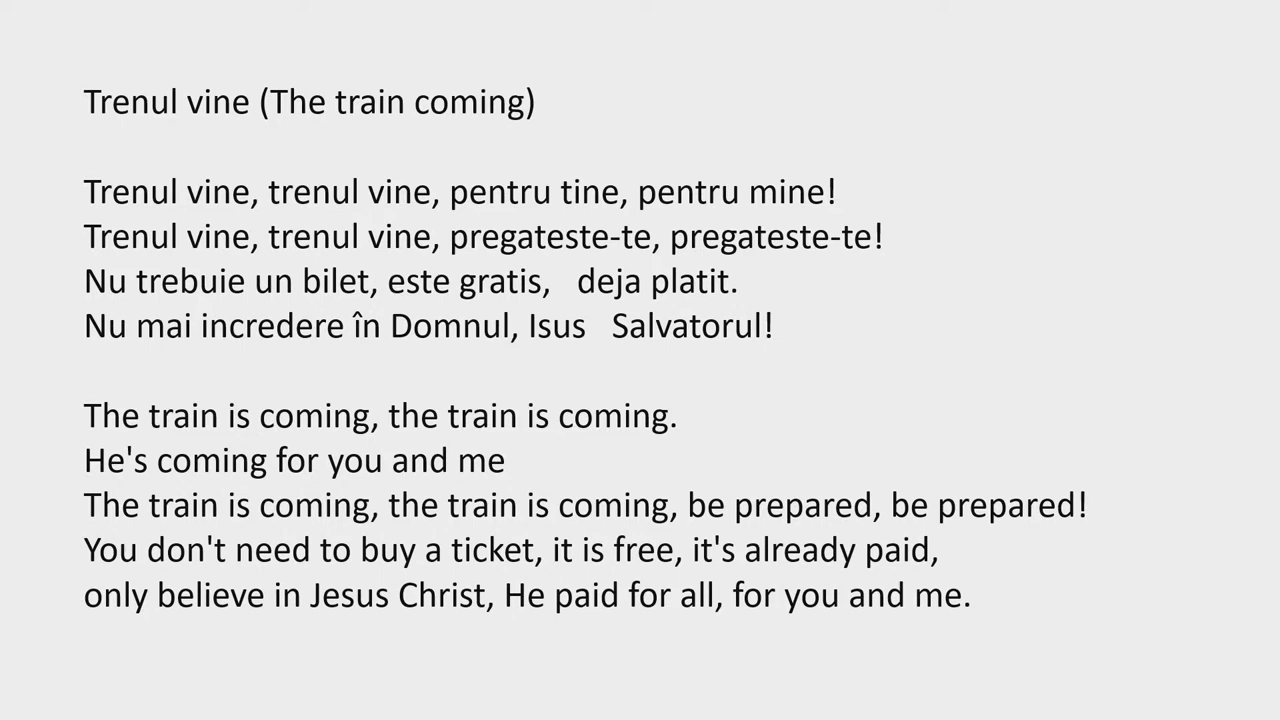 Trenul vine (The train coming)
Trenul vine, trenul vine, pentru tine, pentru mine!
Trenul vine, trenul vine, pregateste-te, pregateste-te!
Nu trebuie un bilet, este gratis,   deja platit.
Nu mai incredere în Domnul, Isus   Salvatorul!
The train is coming, the train is coming.
He's coming for you and me
The train is coming, the train is coming, be prepared, be prepared!
You don't need to buy a ticket, it is free, it's already paid,
only believe in Jesus Christ, He paid for all, for you and me.